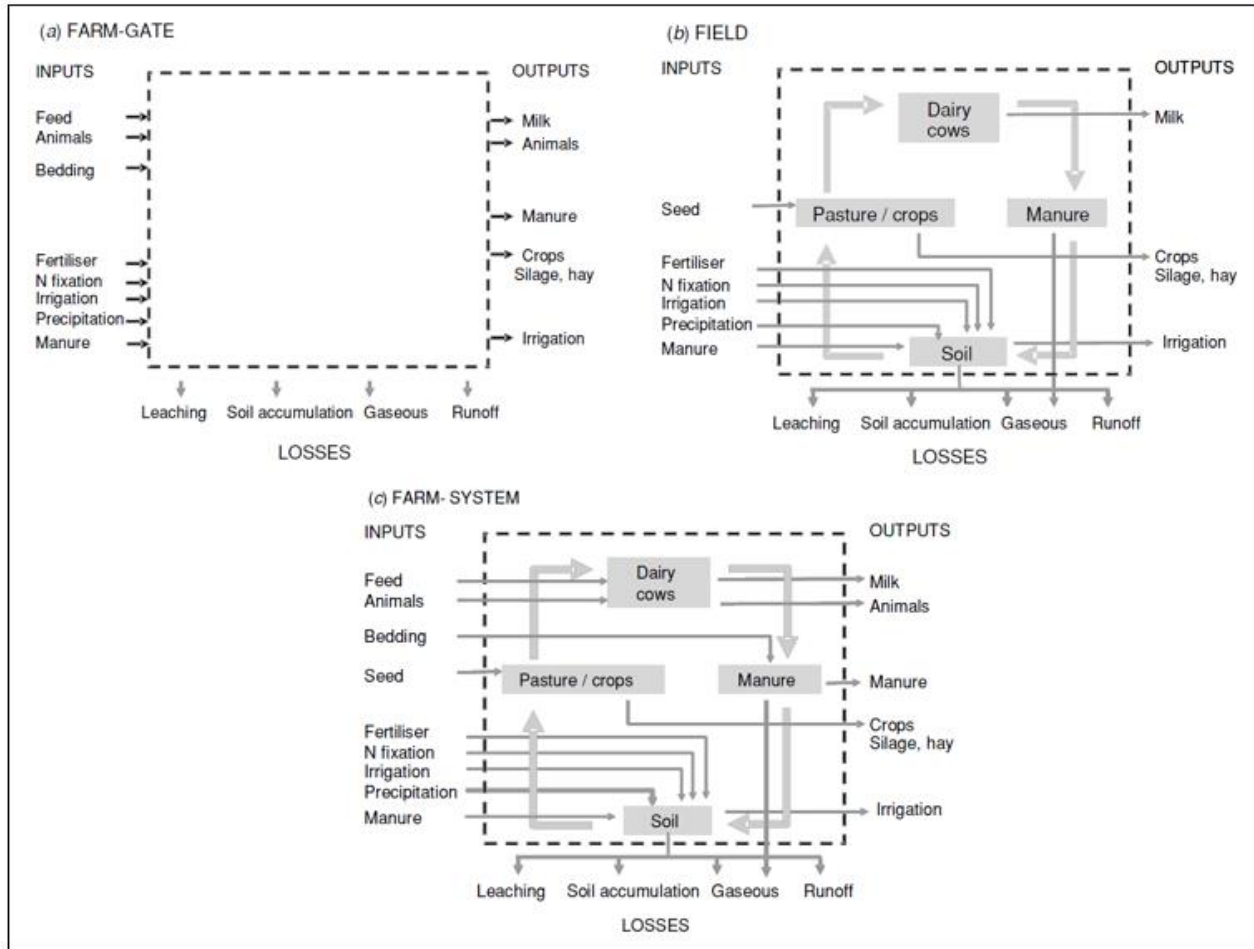 (a) FARM-GATE
INPUTS
OUTPUTS
Feed
Animals
Bedding
Fertiliser
N fixation
Irrigation
Precipitation
Manure
Milk
Animals
Manure
Crops
Silage, hay
Irrigation
Leaching
Soil accumulation
Gaseous
Runoff
LOSSES
(b) FIELD
INPUTS
OUTPUTS
Dairy
cows
Milk
Seed
Pasture / crops
Manure
Fertiliser
N fixation
Irrigation
Precipitation
Manure
Crops
Silage, hay
Soil
Irrigation
Leaching
Soil accumulation
Gaseous
Runoff
LOSSES
(c) FARM- SYSTEM
INPUTS
OUTPUTS
Feed
Animals
Dairy
cows
Milk
Animals
Bedding
Seed
Pasture / crops
Manure
Manure
Fertiliser
N fixation
Irrigation
Precipitation
Manure
Crops
Silage, hay
Soil
Irrigation
Leaching
Soil accumulation
Gaseous
Runoff
LOSSES